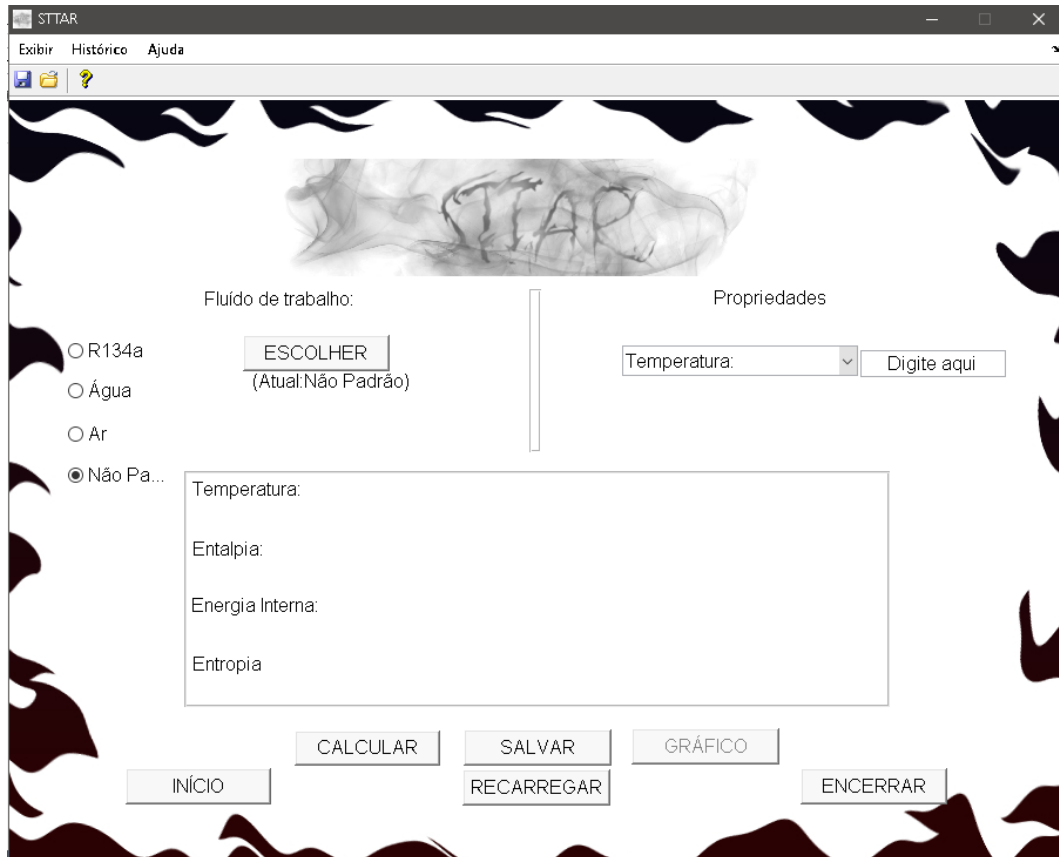 STTAR
Exibir Histórico Ajuda
STTAR
Fluído de trabalho:
Propriedades
R134a
ESCOLHER
(Atual:Não Padrão)
Temperatura:
Digite aqui
Água
Ar
Não Pa...
Temperatura:
Entalpia:
Energia Interna:
Entropia
CALCULAR
SALVAR
GRÁFICO
INÍCIO
RECARREGAR
ENCERRAR